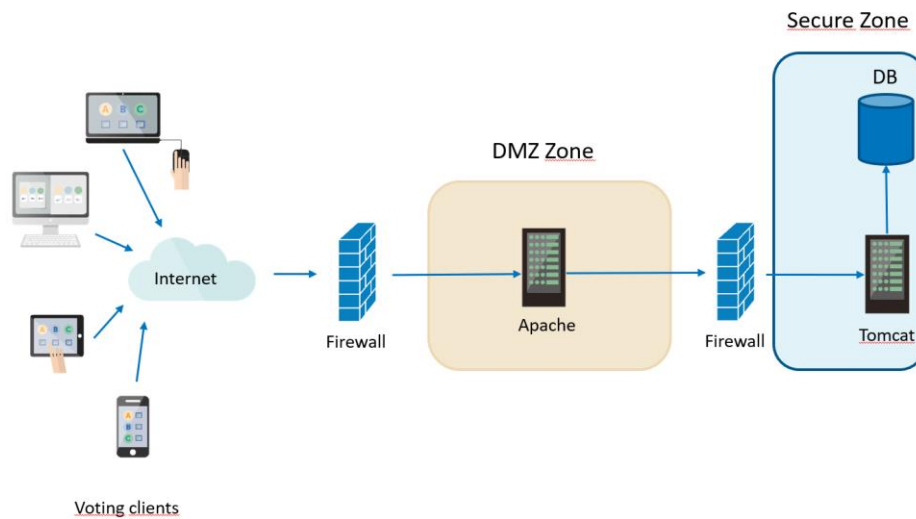 Secure Zone
DB
DMZ Zone
A B C
Internet
A B C
A
B
C
Firewall
Apache
Firewall
Tomcat
Voting clients